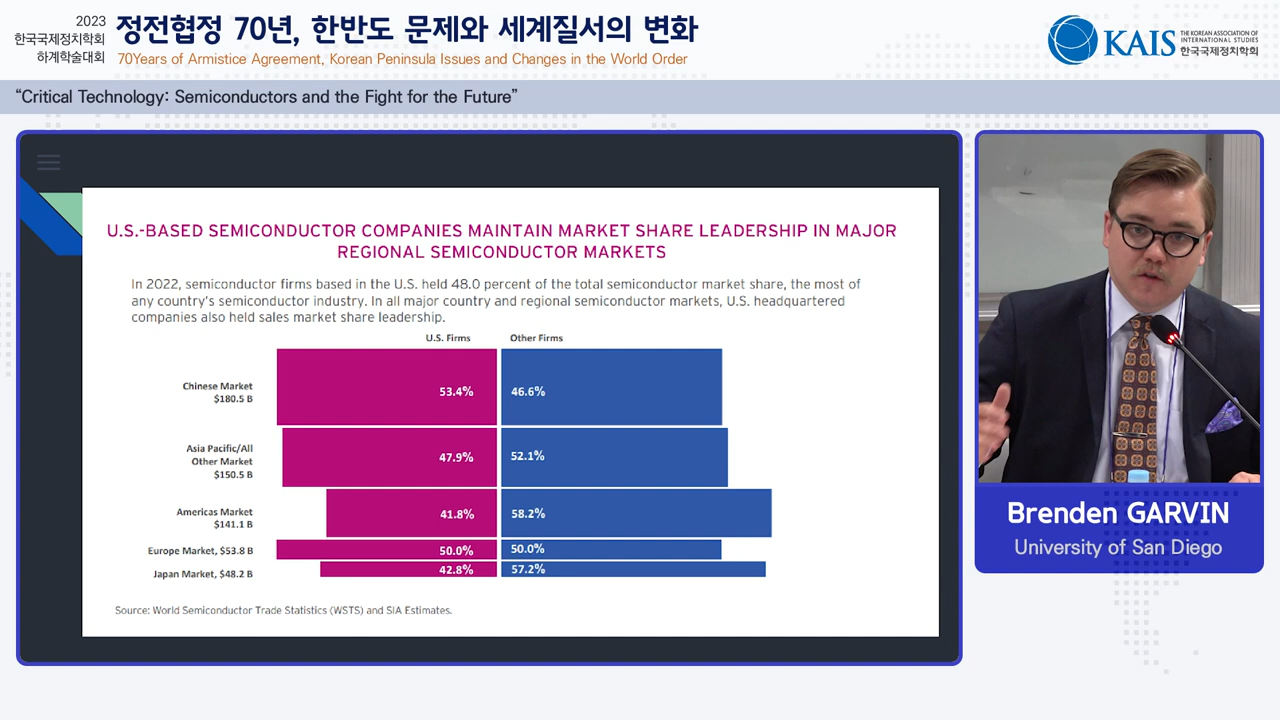 2023
한국국제정치학회
하계학술대회
정전협정 70년, 한반도 문제와 세계질서의 변화
70Years of Armistice Agreement, Korean Peninsula Issues and Changes in the World Order
KAIS
THE KOREAN ASSOCIATION OF
INTERNATIONAL STUDIES
한국국제정치학회
“Critical Technology: Semiconductors and the Fight for the Future”
U.S.-BASED SEMICONDUCTOR COMPANIES MAINTAIN MARKET SHARE LEADERSHIP IN MAJOR
REGIONAL SEMICONDUCTOR MARKETS
In 2022, semiconductor firms based in the U.S. held 48.0 percent of the total semiconductor market share, the most of
any country's semiconductor industry. In all major country and regional semiconductor markets, U.S. headquartered
companies also held sales market share leadership.
U.S. Firms Other Firms
Chinese Market
$180.5 B
53.4% 46.6%
Asia Pacific/All
Other Market
$150.5 B
47.9% 52.1%
Americas Market
$141.1 B
41.8% 58.2%
Europe Market, $53.8 B 50.0% 50.0%
Japan Market, $48.2 B 42.8% 57.2%
Source: World Semiconductor Trade Statistics (WSTS) and SIA Estimates.
Brenden GARVIN
University of San Diego